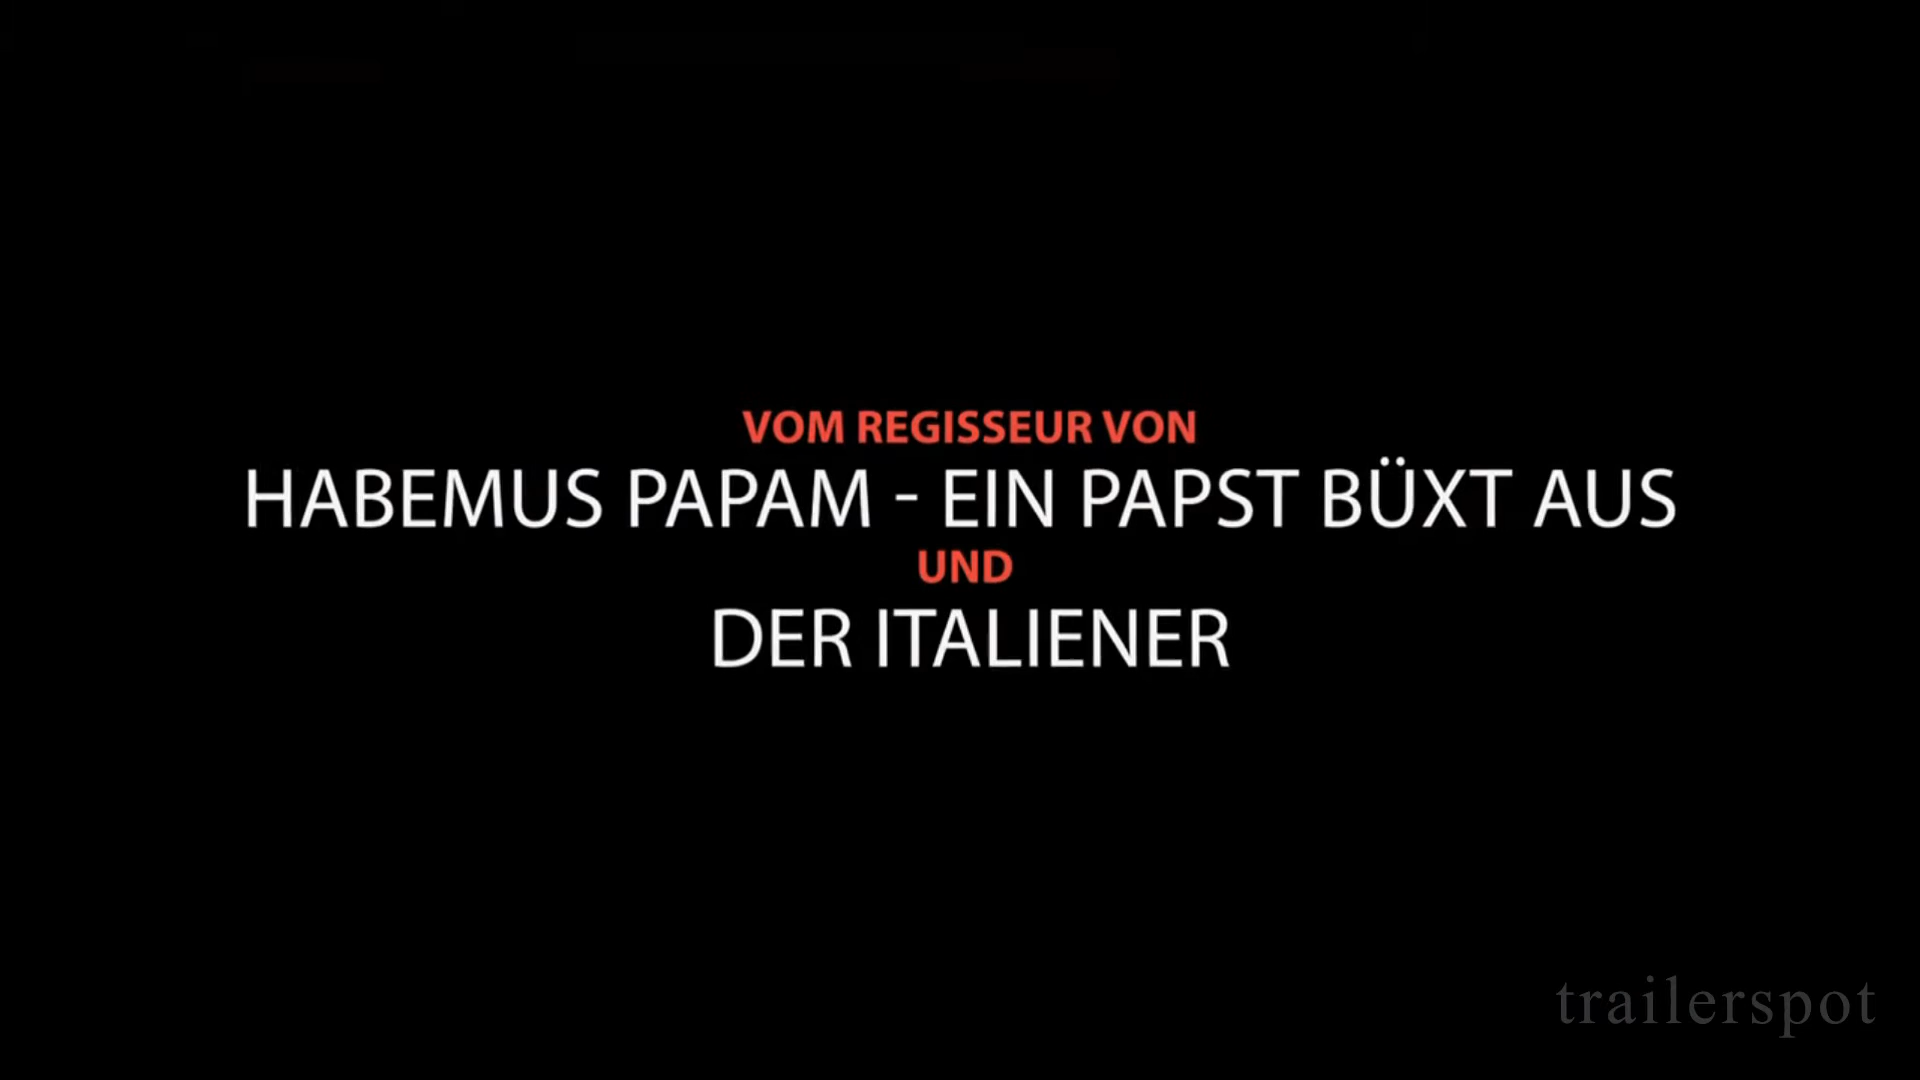 VOM REGISSEUR VON
HABEMUS PAPAM - EIN PAPST BÜXT AUS
UND
DER ITALIENER
trailerspot